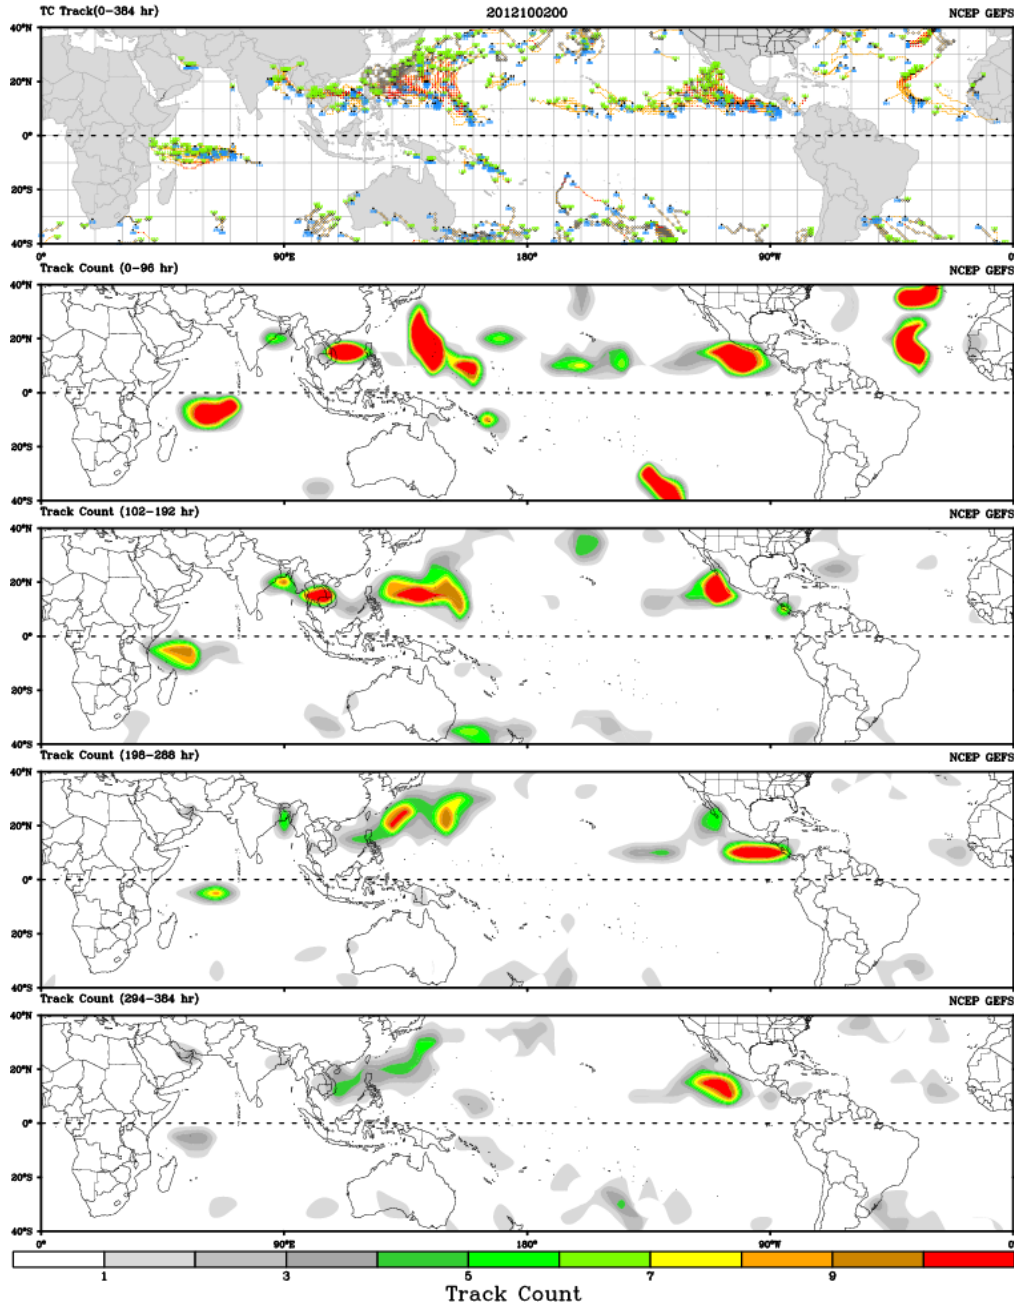 TC Track(0-384 hr) 2012100200 NCEP GEFS
40°N
20°N
0°
20°S
40°S
0° 90°E 180° 90°W 0°
Track Count (0-96 hr) NCEP GEFS
40°N
20°N
0°
20°S
40°S
Track Count (102-192 hr) NCEP GEFS
40°N
20°N
0°
20°S
40°S
Track Count (198-288 hr) NCEP GEFS
40°N
20°N
0°
20°S
40°S
Track Count (294-384 hr) NCEP GEFS
40°N
20°N
0°
20°S
40°S
0° 90°E 180° 90°W 0°
1 3 5 7 9
Track Count